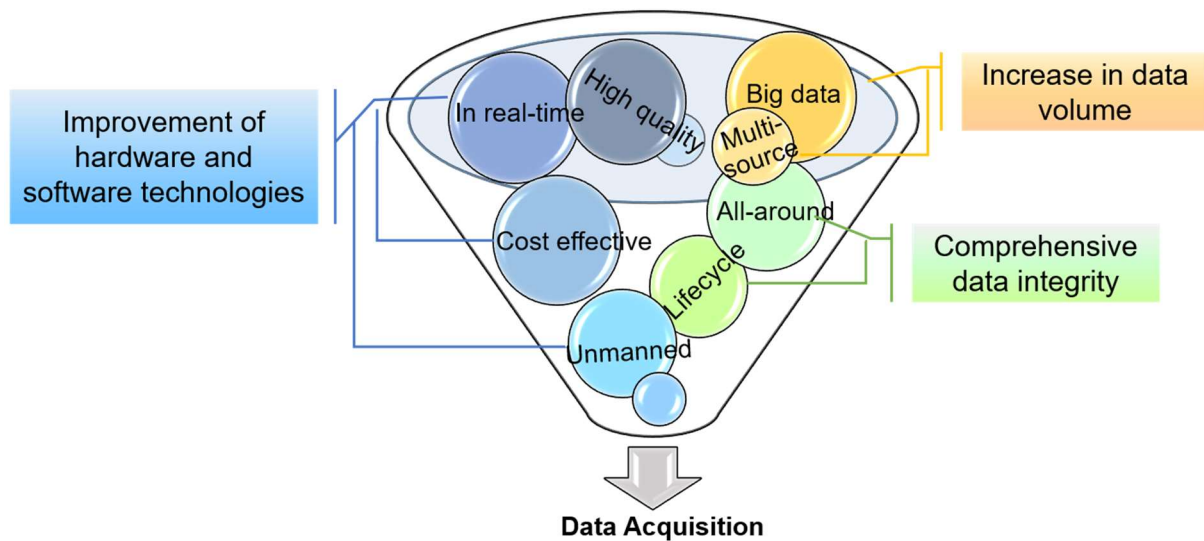 Improvement of
hardware and
software technologies
In real-time
High quality
Big data
Multi-
source
Increase in data
volume
Cost effective
All-around
Lifecycle
Comprehensive
data integrity
Unmanned
Data Acquisition